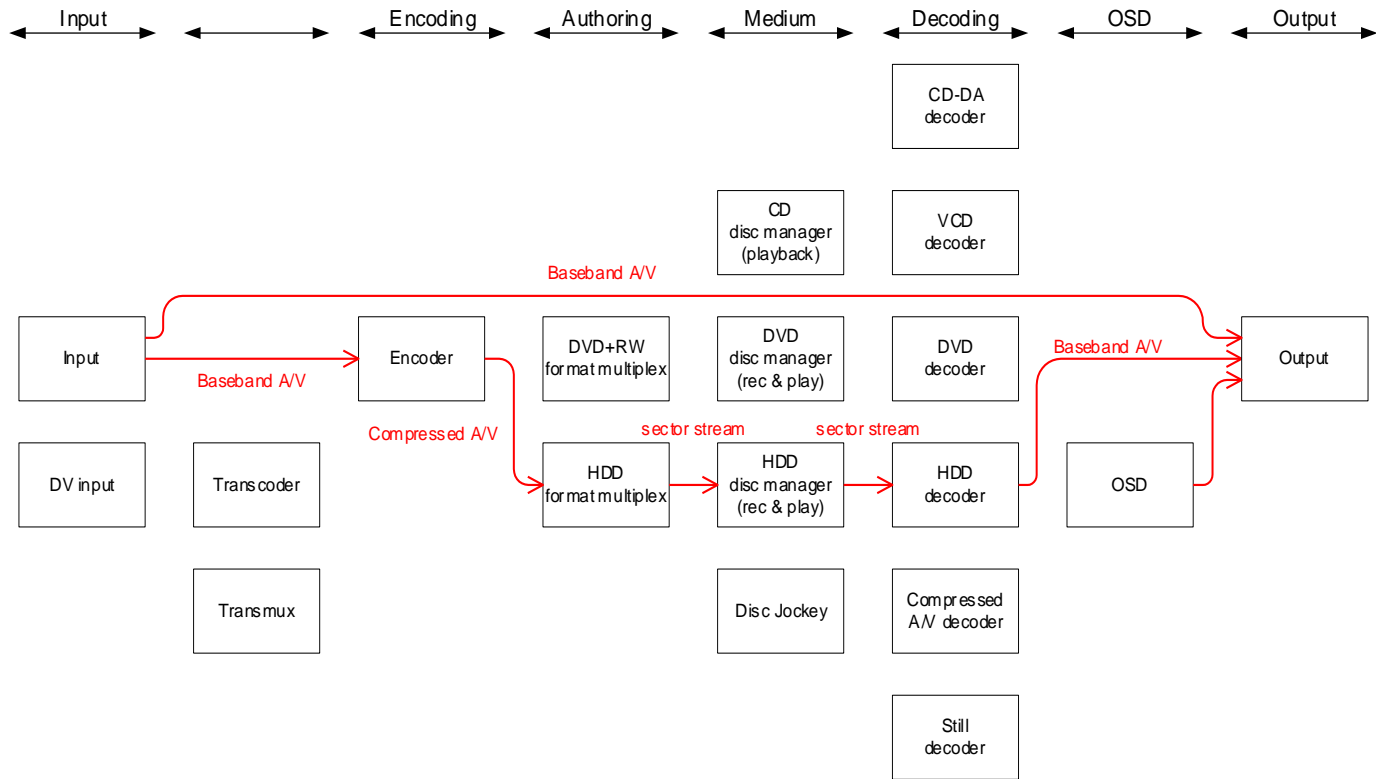 Input
Encoding
Authoring
Medium
Decoding
OSD
Output
CD-DA
decoder
CD
disc manager
(playback)
VCD
decoder
Baseband A/V
Input
Baseband A/V
Encoder
DVD+RW
format multiplex
DVD
disc manager
(rec & play)
DVD
decoder
Baseband A/V
Output
Compressed A/V
sector stream
sector stream
DV input
Transcoder
HDD
format multiplex
HDD
disc manager
(rec & play)
HDD
decoder
OSD
Transmux
Disc Jockey
Compressed
A/V decoder
Still
decoder